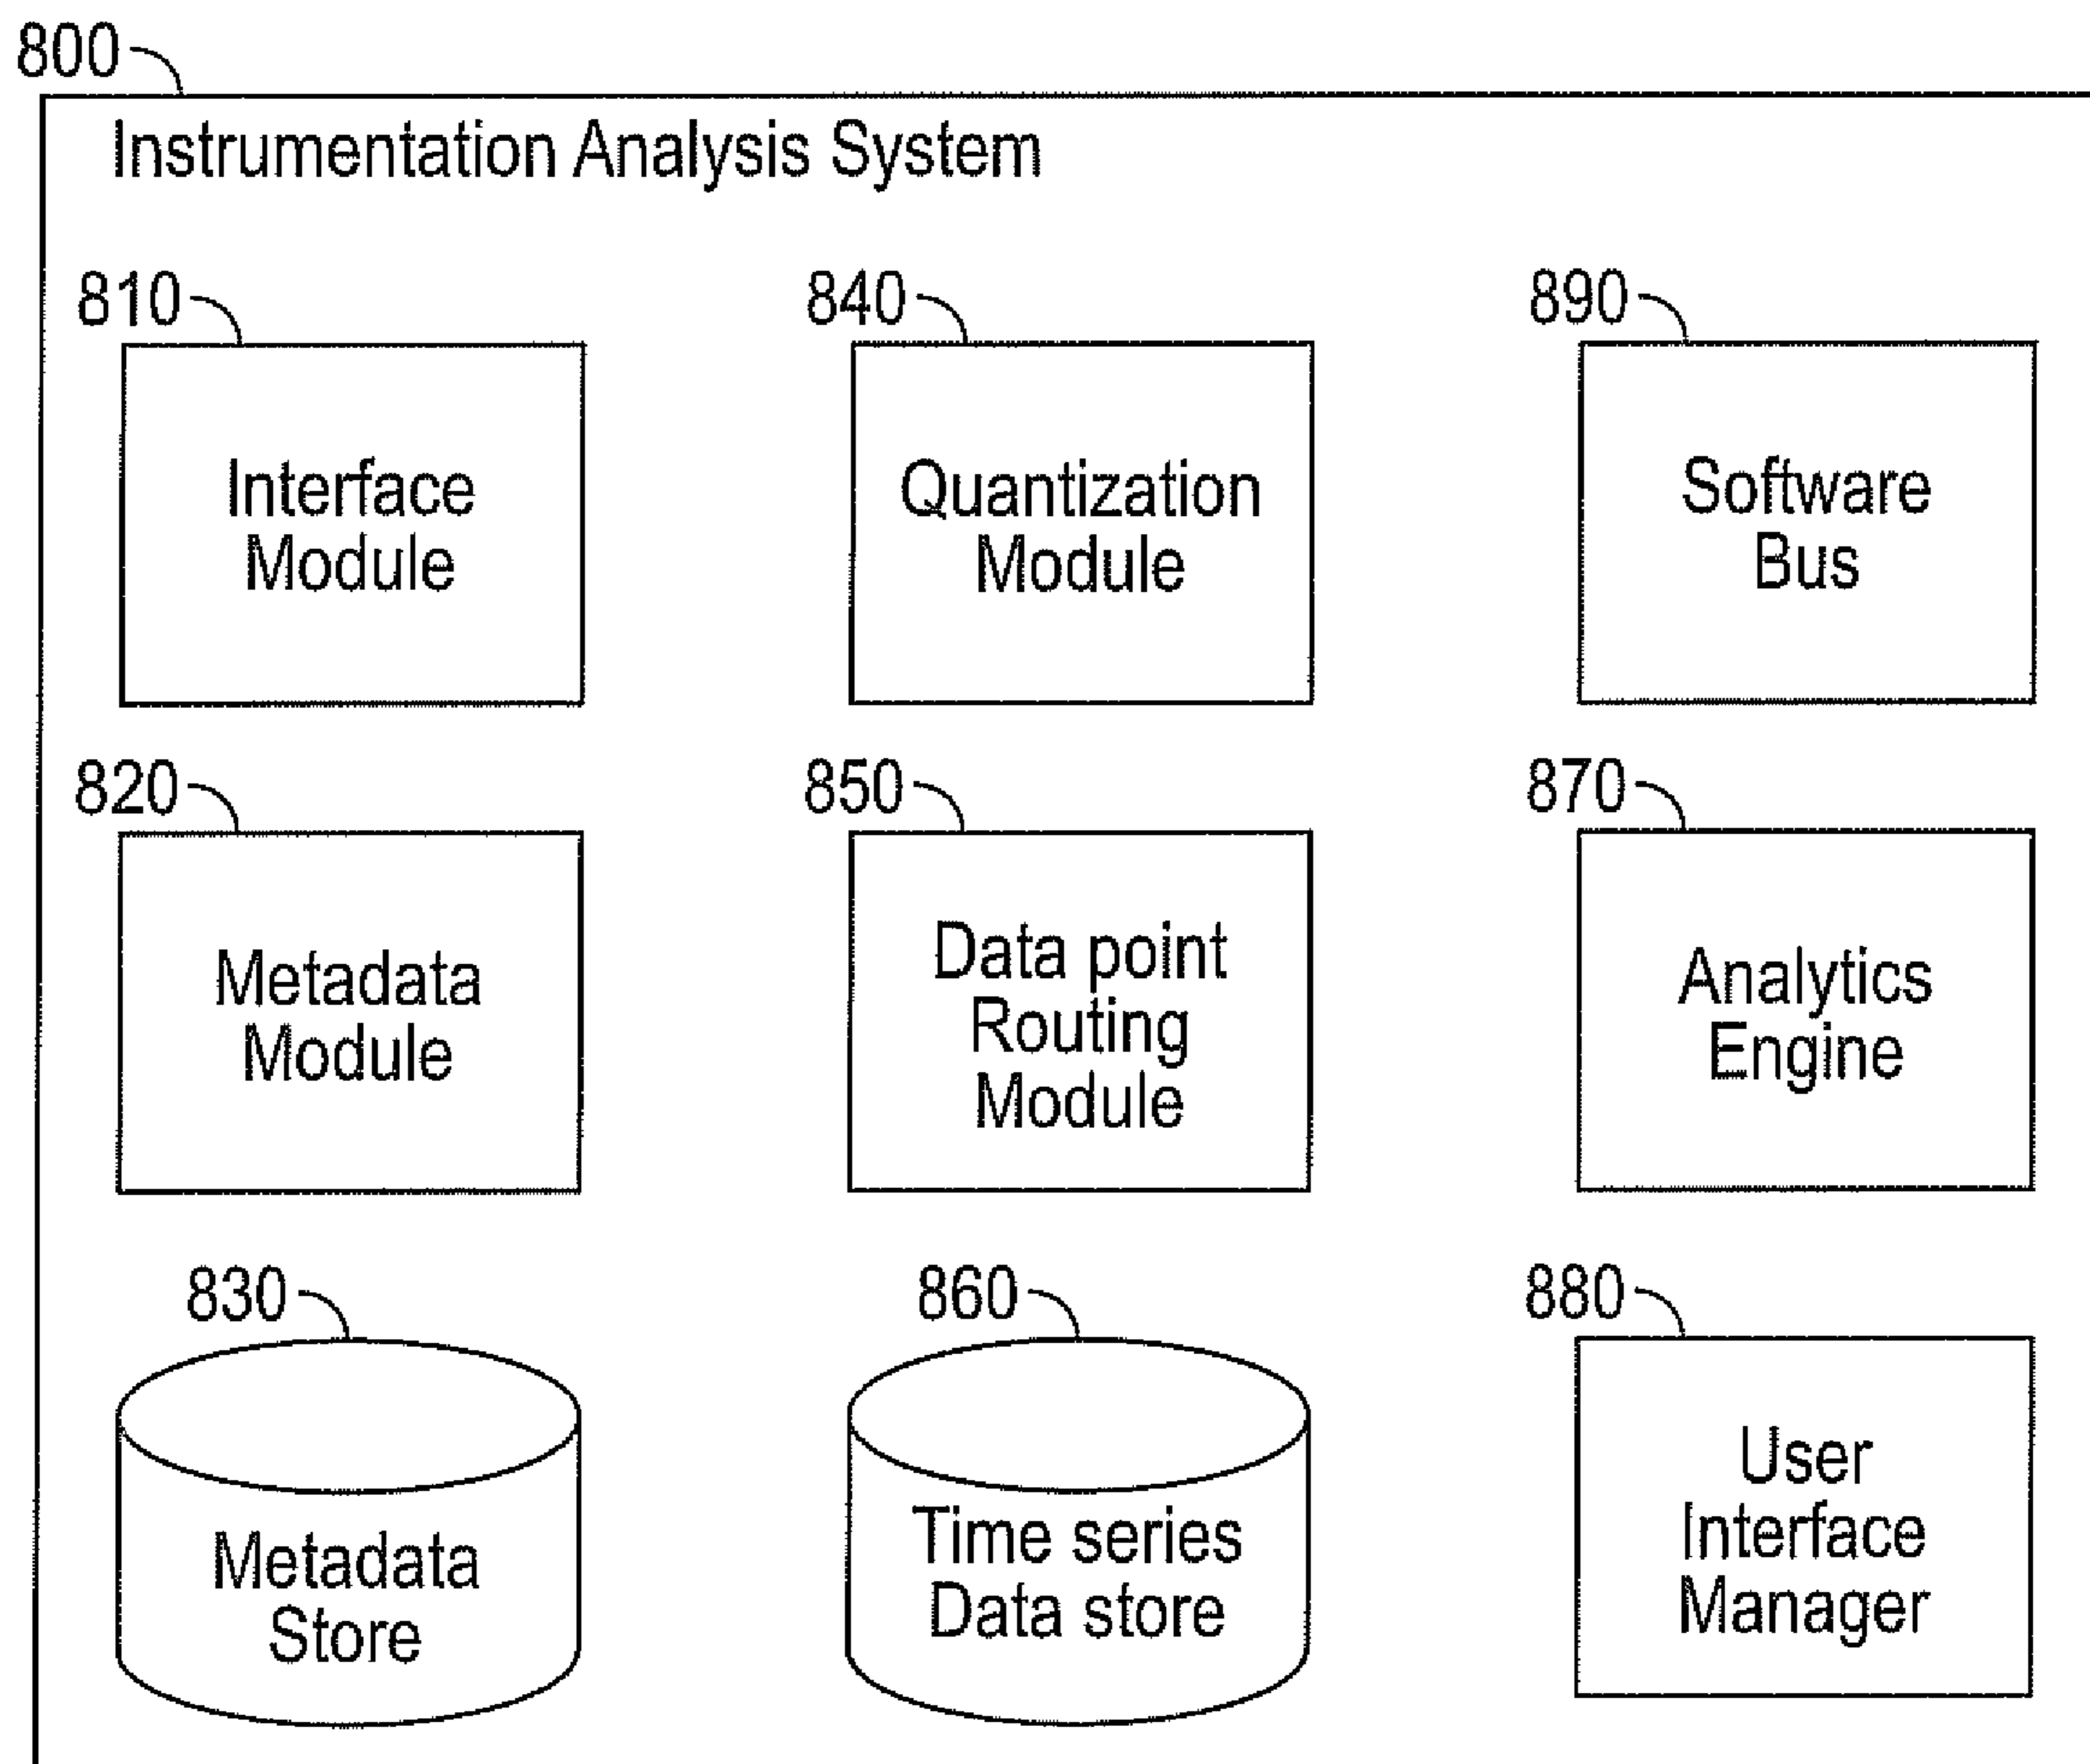 800
Instrumentation Analysis System
810
840
890
Interface
Module
Quantization
Module
Software
Bus
820
850
870
Metadata
Module
Data point
Routing
Module
Analytics
Engine
830
860
880
Metadata
Store
Time series
Data store
User
Interface
Manager